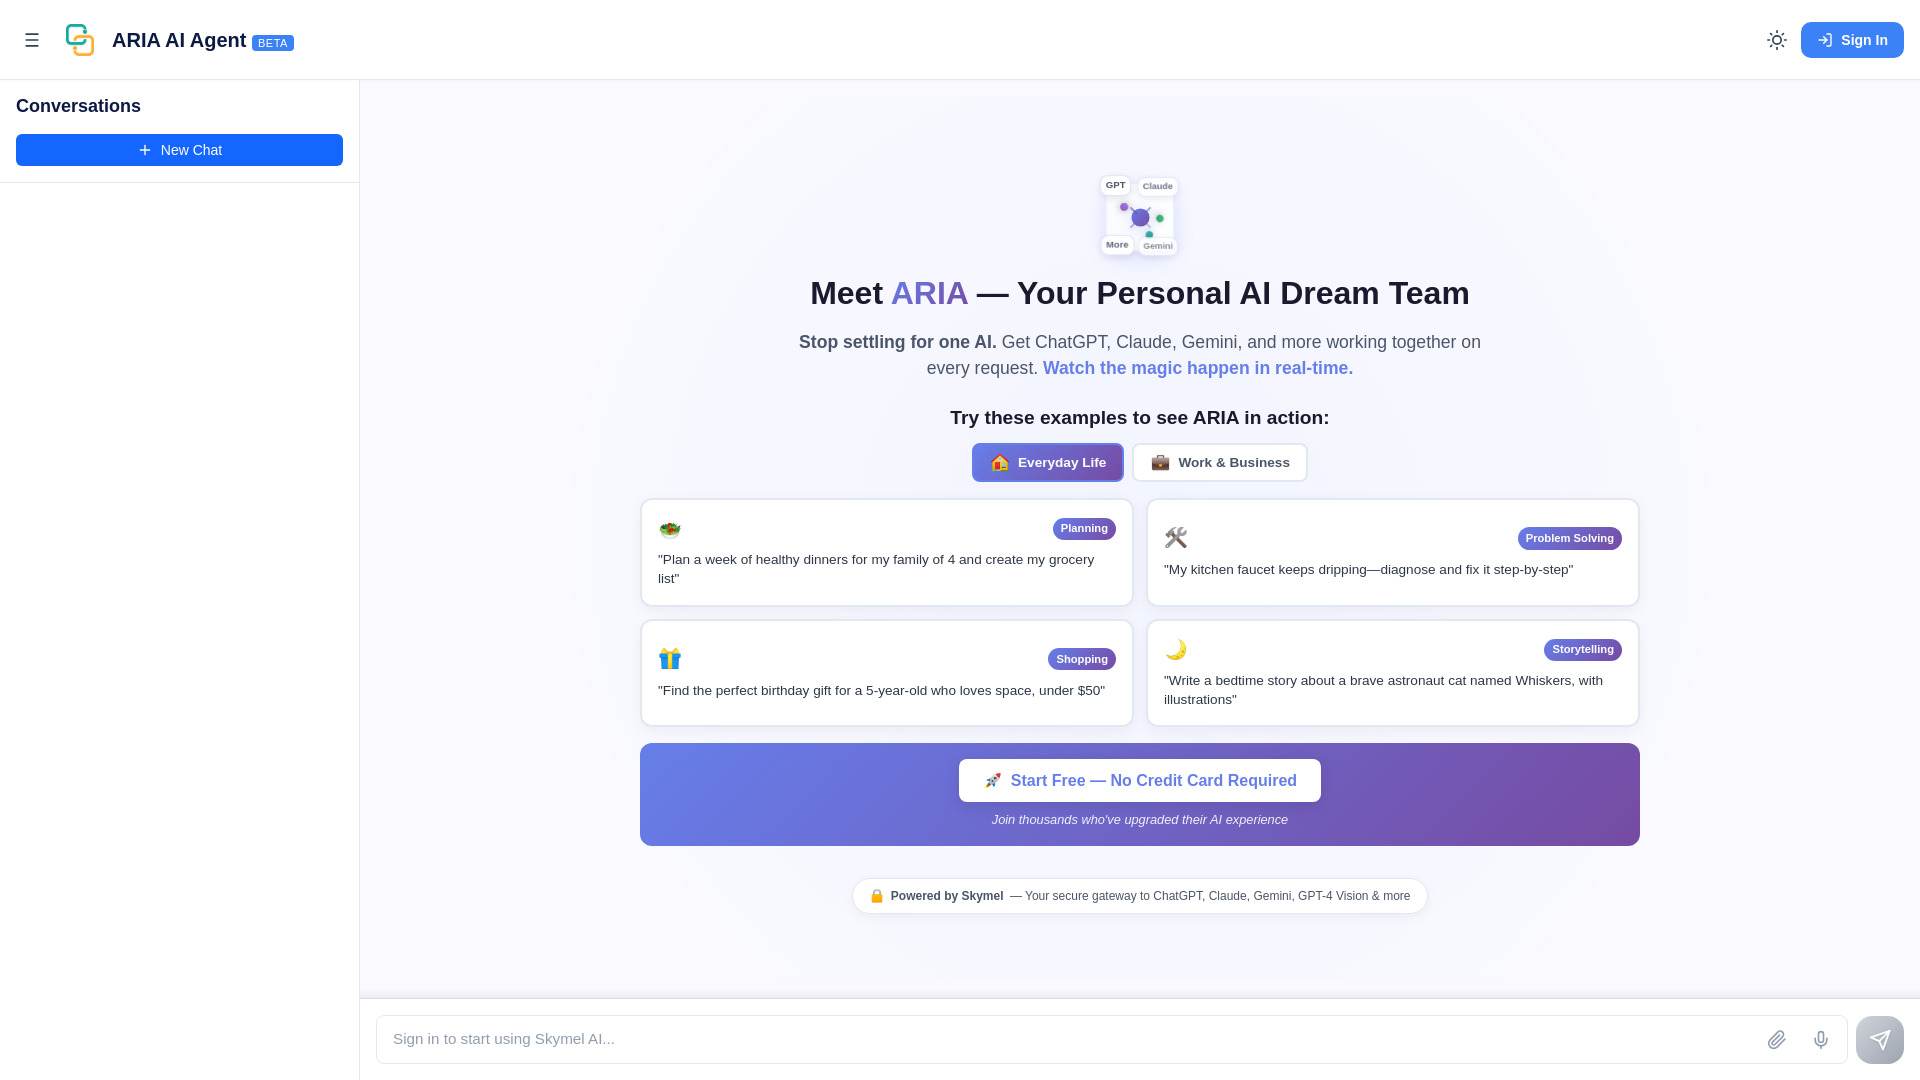 ARIA AI Agent BETA
Sign In
Conversations
New Chat
GPT
Claude
More
Gemini
Meet ARIA — Your Personal AI Dream Team
Stop settling for one AI. Get ChatGPT, Claude, Gemini, and more working together on
every request. Watch the magic happen in real-time.
Try these examples to see ARIA in action:
Everyday Life
Work & Business
Planning
"Plan a week of healthy dinners for my family of 4 and create my grocery
list"
Problem Solving
"My kitchen faucet keeps dripping—diagnose and fix it step-by-step"
Shopping
"Find the perfect birthday gift for a 5-year-old who loves space, under $50"
Storytelling
"Write a bedtime story about a brave astronaut cat named Whiskers, with
illustrations"
Start Free — No Credit Card Required
Join thousands who've upgraded their AI experience
Powered by Skymel — Your secure gateway to ChatGPT, Claude, Gemini, GPT-4 Vision & more
Sign in to start using Skymel AI...